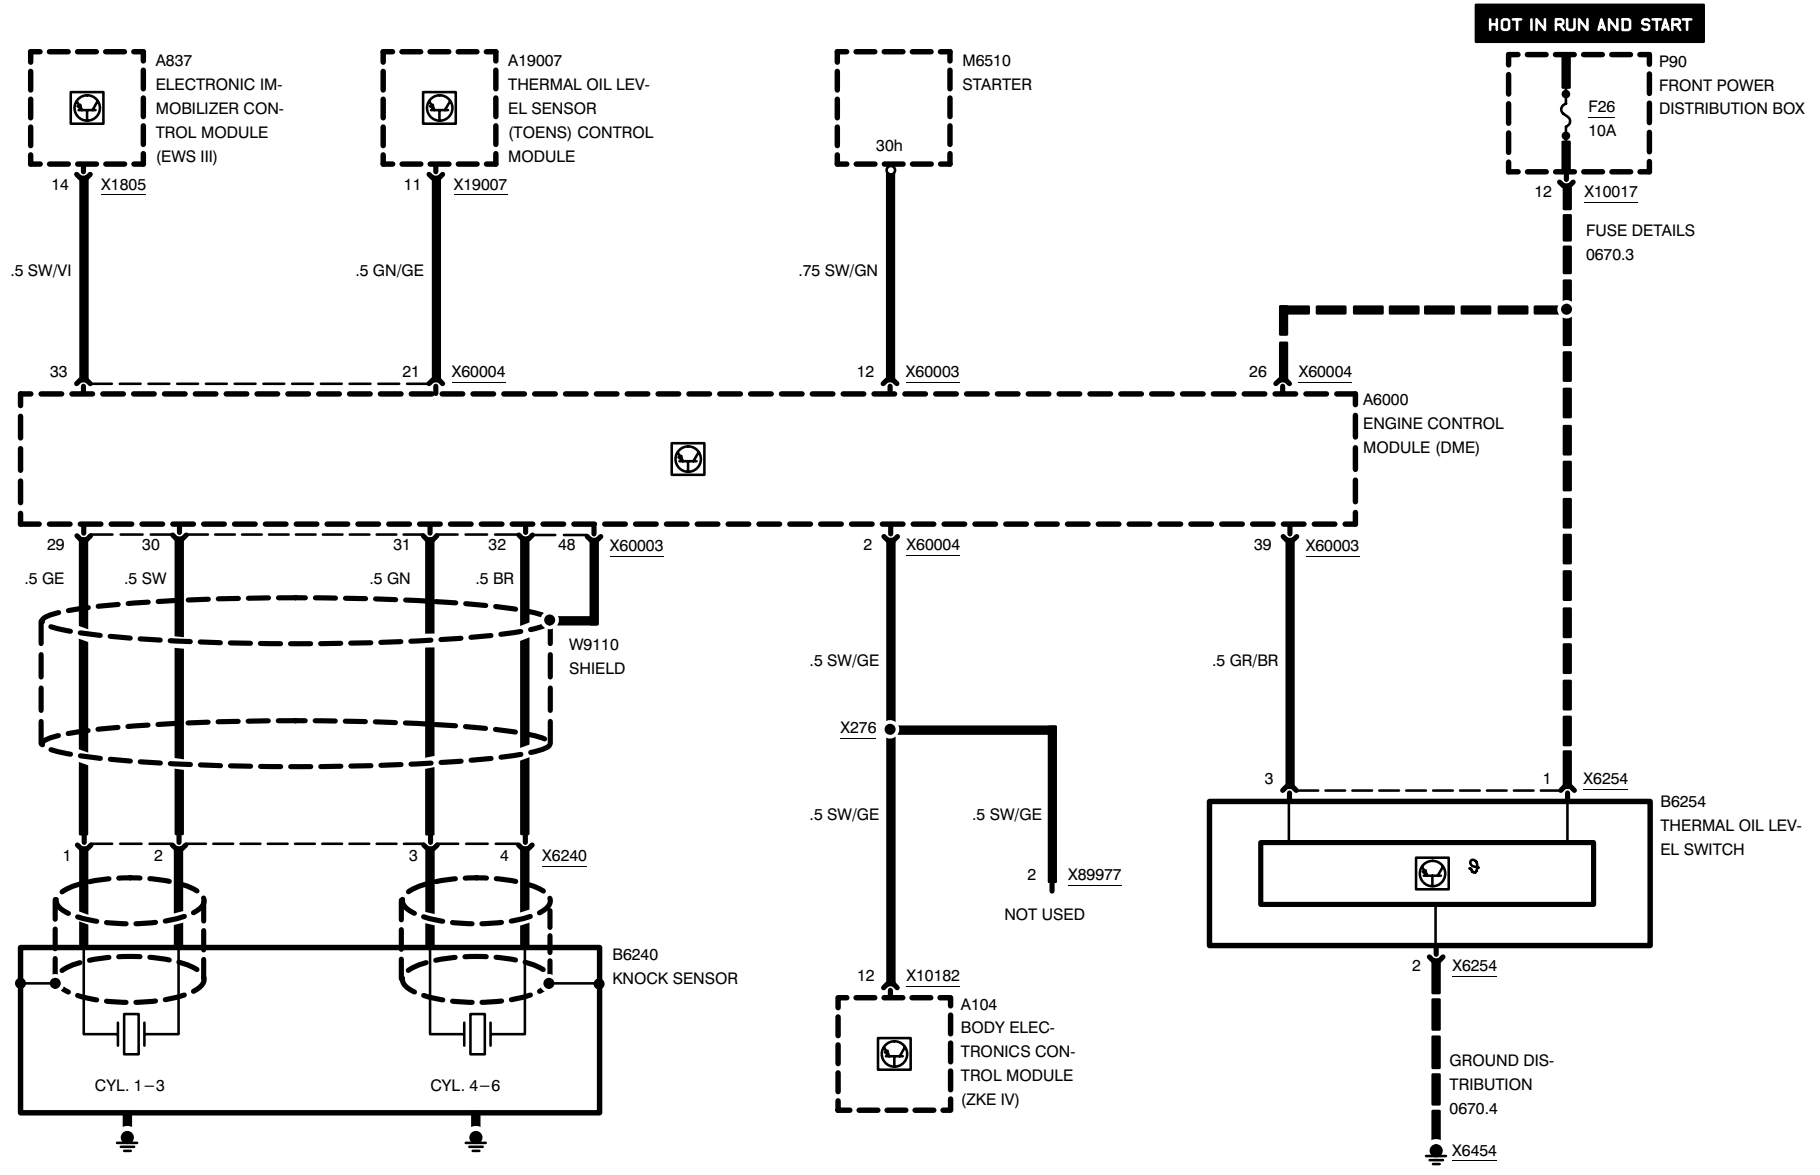 HOT IN RUN AND START
A837
ELECTRONIC IM-
MOBILIZER CON-
TROL MODULE
(EWS III)
14
X1805
.5 SW/VI
33
A19007
THERMAL OIL LEV-
EL SENSOR
(TOENS) CONTROL
MODULE
11
X19007
.5 GN/GE
21
X60004
M6510
STARTER
30h
.75 SW/GN
12
X60003
P90
FRONT POWER
DISTRIBUTION BOX
F26
10A
12
X10017
FUSE DETAILS
0670.3
26
X60004
A6000
ENGINE CONTROL
MODULE (DME)
29
30
31
32
48
X60003
.5 GE
.5 SW
.5 GN
.5 BR
W9110
SHIELD
1
2
3
4
X6240
B6240
KNOCK SENSOR
CYL. 1–3
CYL. 4–6
2
X60004
.5 SW/GE
X276
.5 SW/GE
.5 SW/GE
2
X89977
NOT USED
12
X10182
A104
BODY ELEC-
TRONICS CON-
TROL MODULE
(ZKE IV)
39
X60003
.5 GR/BR
3
1
X6254
B6254
THERMAL OIL LEV-
EL SWITCH
ϑ
2
X6254
GROUND DIS-
TRIBUTION
0670.4
X6454